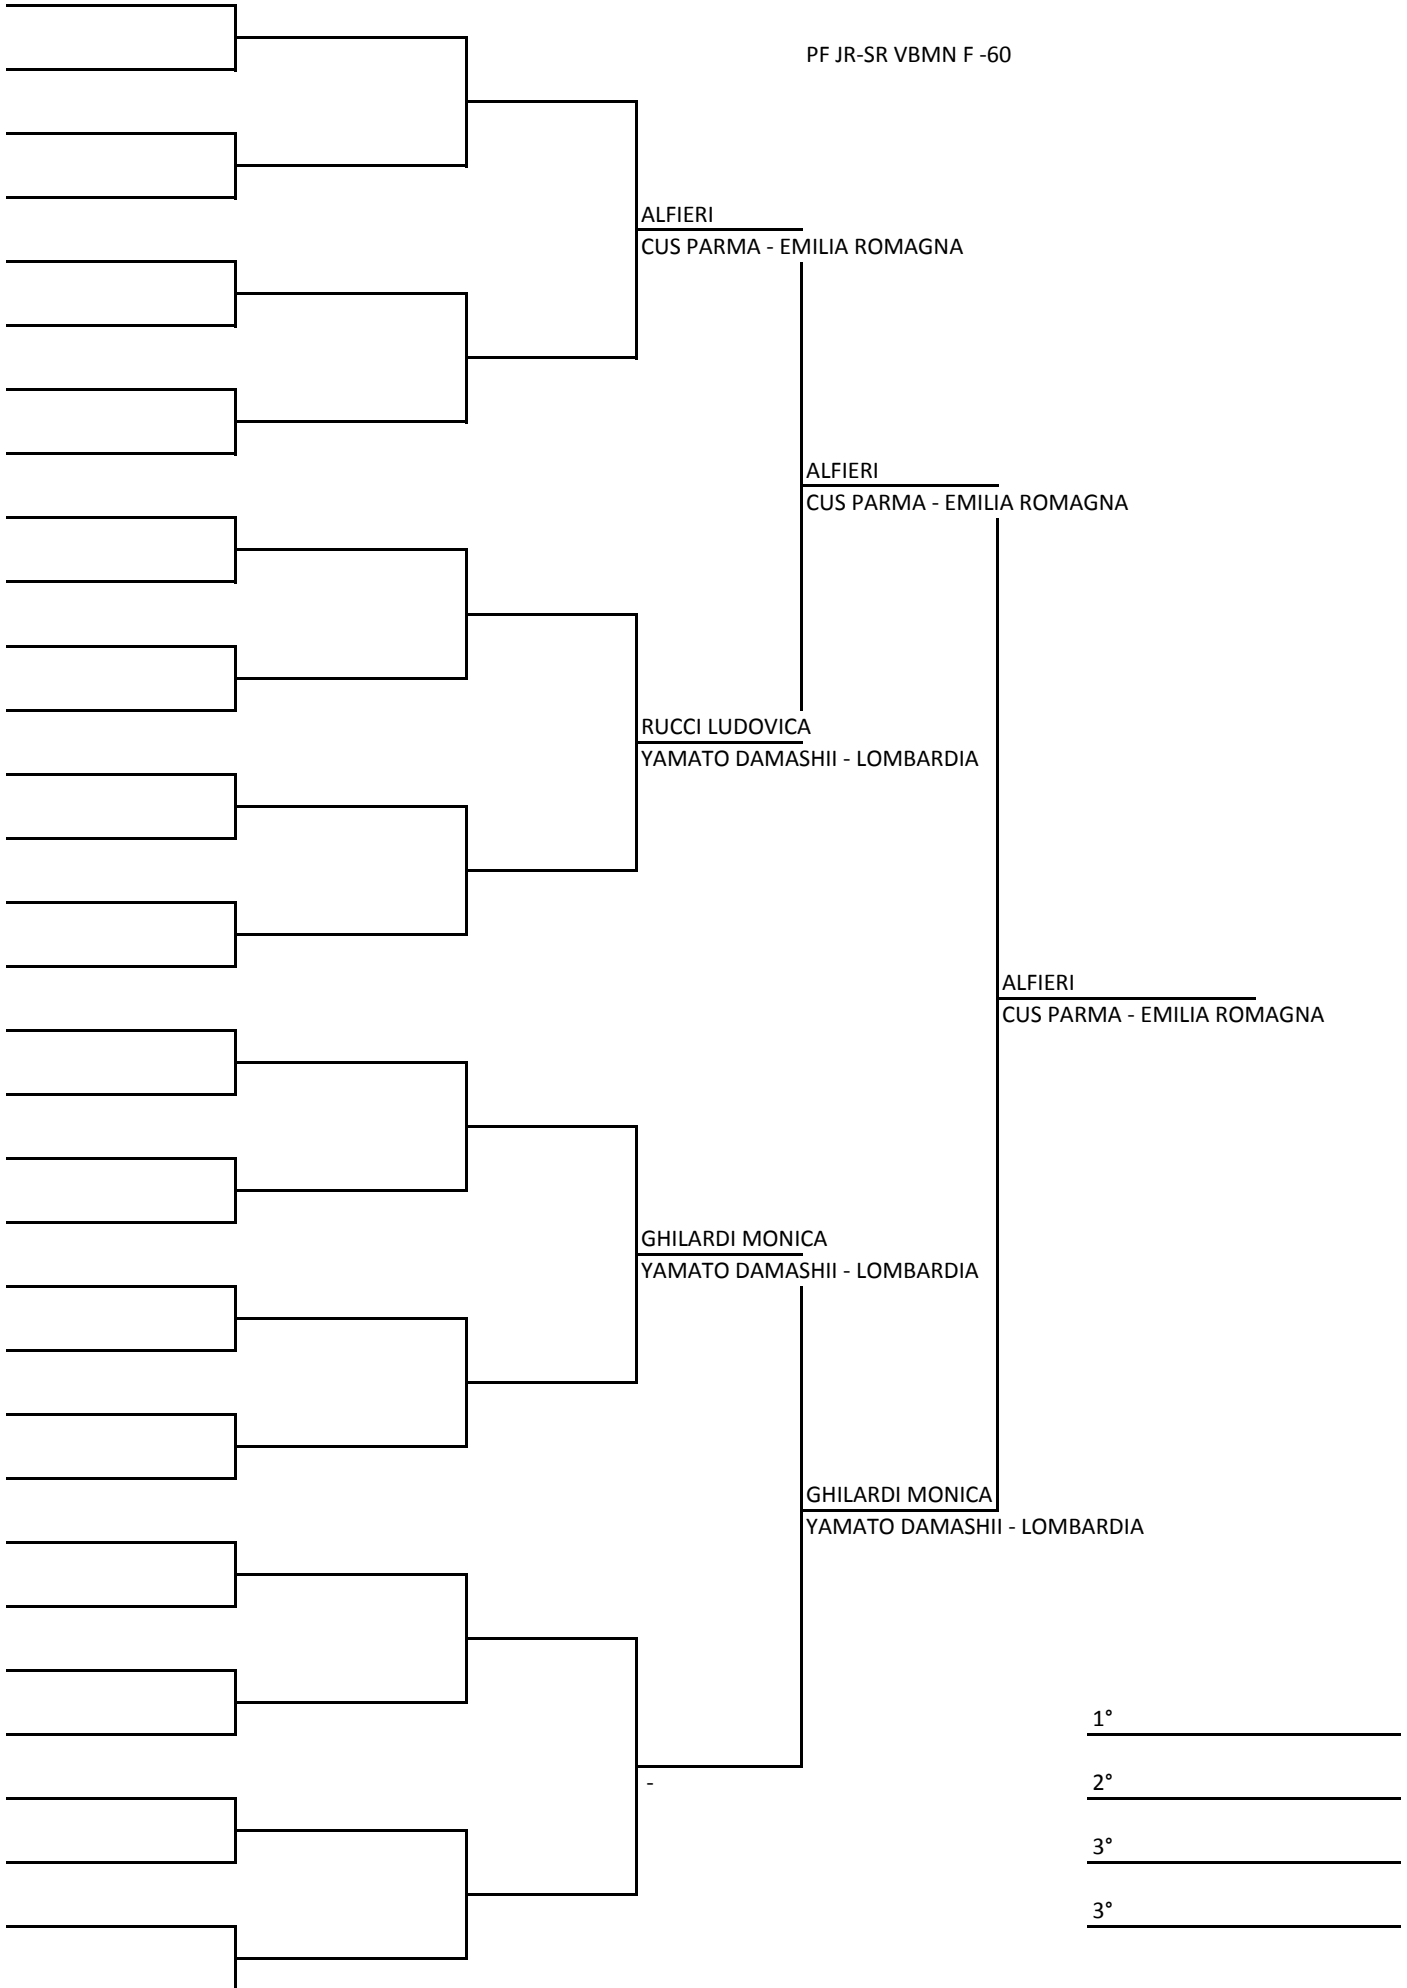 PF JR-SR VBMN F -60
ALFIERI
CUS PARMA - EMILIA ROMAGNA
ALFIERI
CUS PARMA - EMILIA ROMAGNA
RUCCI LUDOVICA
YAMATO DAMASHII - LOMBARDIA
ALFIERI
CUS PARMA - EMILIA ROMAGNA
GHILARDI MONICA
YAMATO DAMASHII - LOMBARDIA
GHILARDI MONICA
YAMATO DAMASHII - LOMBARDIA
1°
-
2°
3°
3°